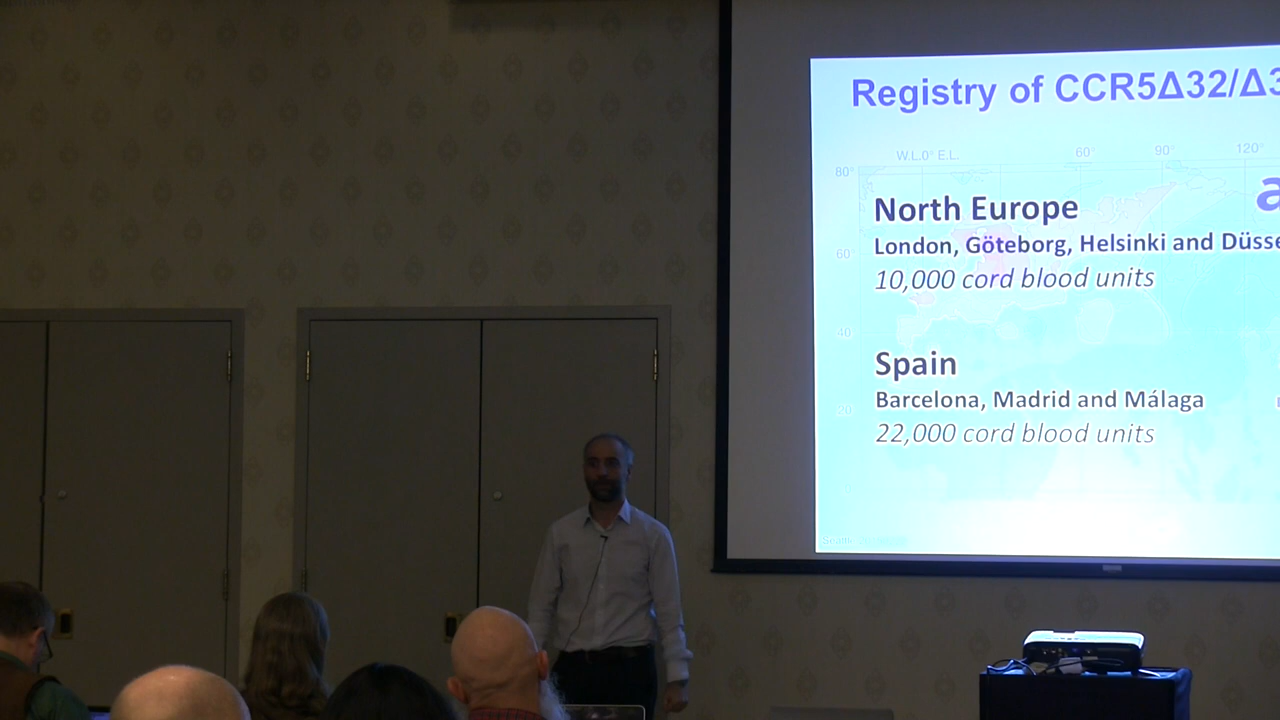 Registry of CCR5Δ32/Δ3
W.L.0° E.L. 60° 90° 120°
80°
a
North Europe
London, Göteborg, Helsinki and Düsse
60°
10,000 cord blood units
40
Spain
Barcelona, Madrid and Málaga
20
22,000 cord blood units
Seattle